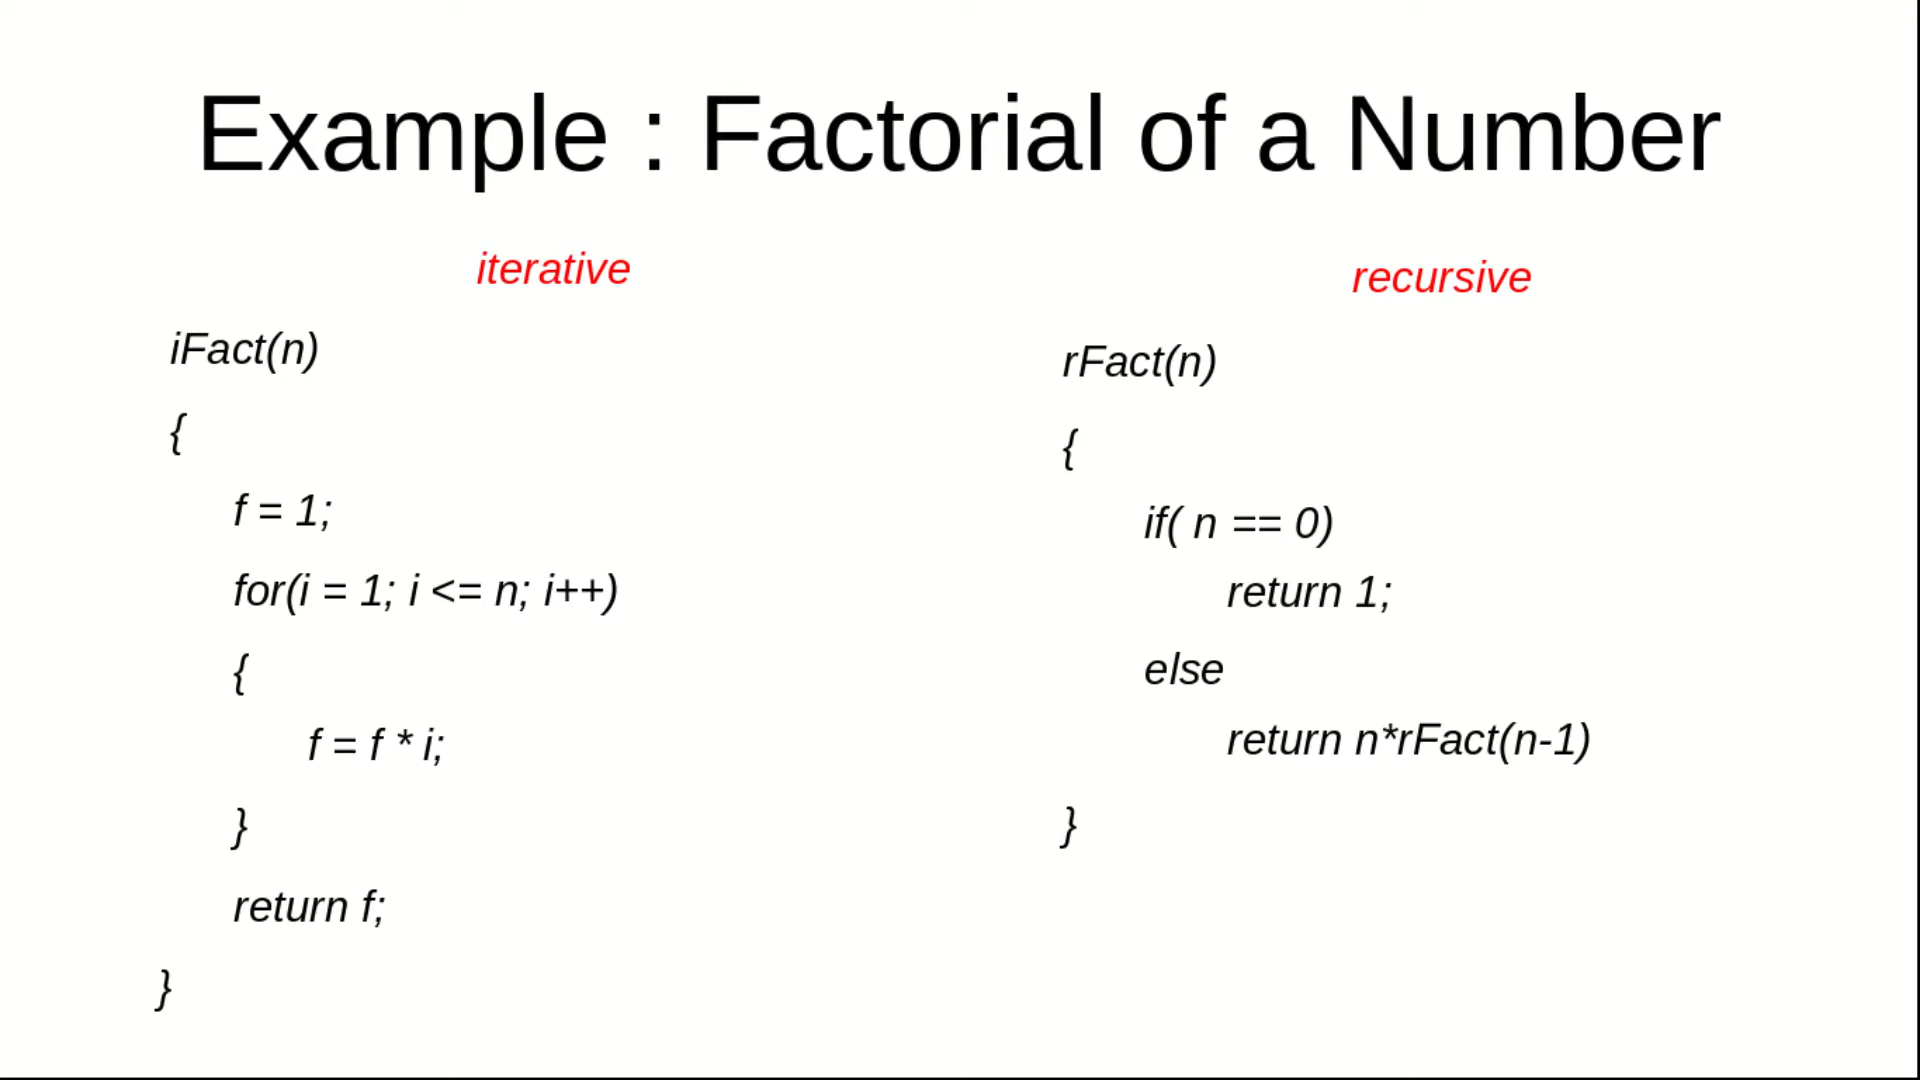 Example : Factorial of a Number
iterative
iFact(n)
{
f = 1;
for(i = 1; i <= n; i++)
{
f = f * i;
}
return f;
}
recursive
rFact(n)
{
if( n == 0)
return 1;
else
return n*rFact(n-1)
}